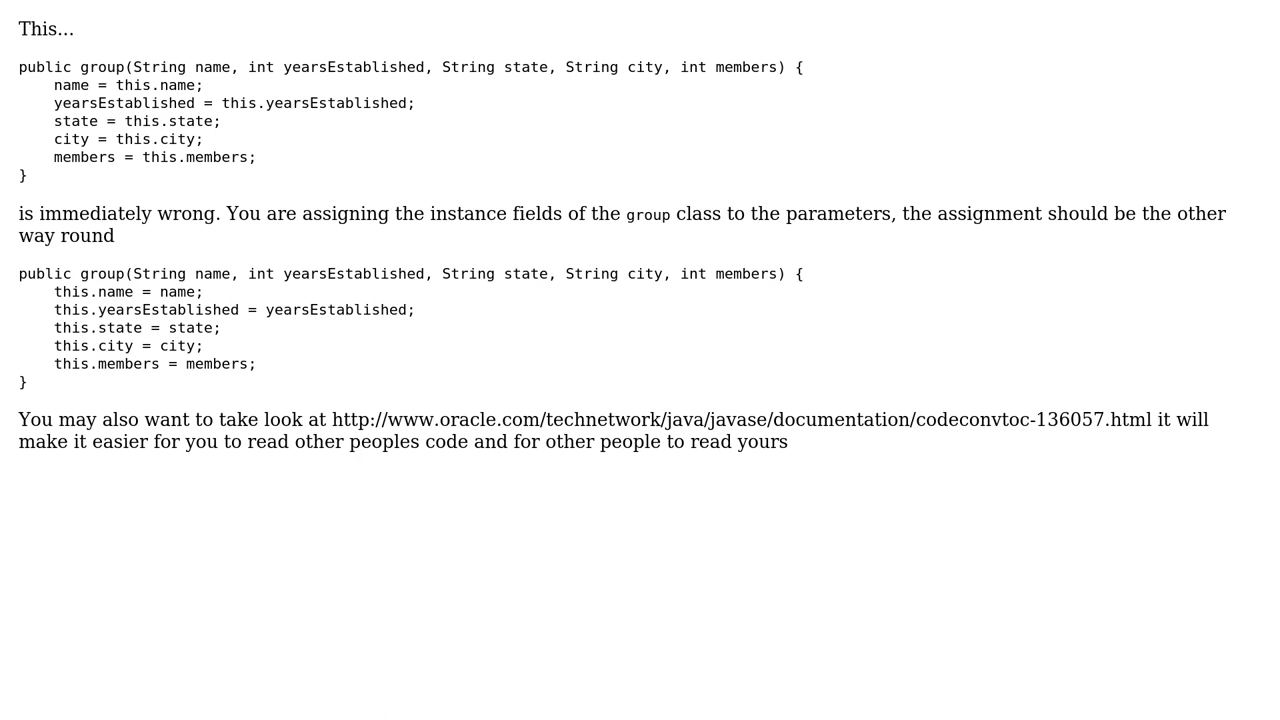 This...
public group(String name, int yearsEstablished, String state, String city, int members) {
    name = this.name;
    yearsEstablished = this.yearsEstablished;
    state = this.state;
    city = this.city;
    members = this.members;
}
is immediately wrong. You are assigning the instance fields of the group class to the parameters, the assignment should be the other
way round
public group(String name, int yearsEstablished, String state, String city, int members) {
    this.name = name;
    this.yearsEstablished = yearsEstablished;
    this.state = state;
    this.city = city;
    this.members = members;
}
You may also want to take look at http://www.oracle.com/technetwork/java/javase/documentation/codeconvtoc-136057.html it will
make it easier for you to read other peoples code and for other people to read yours